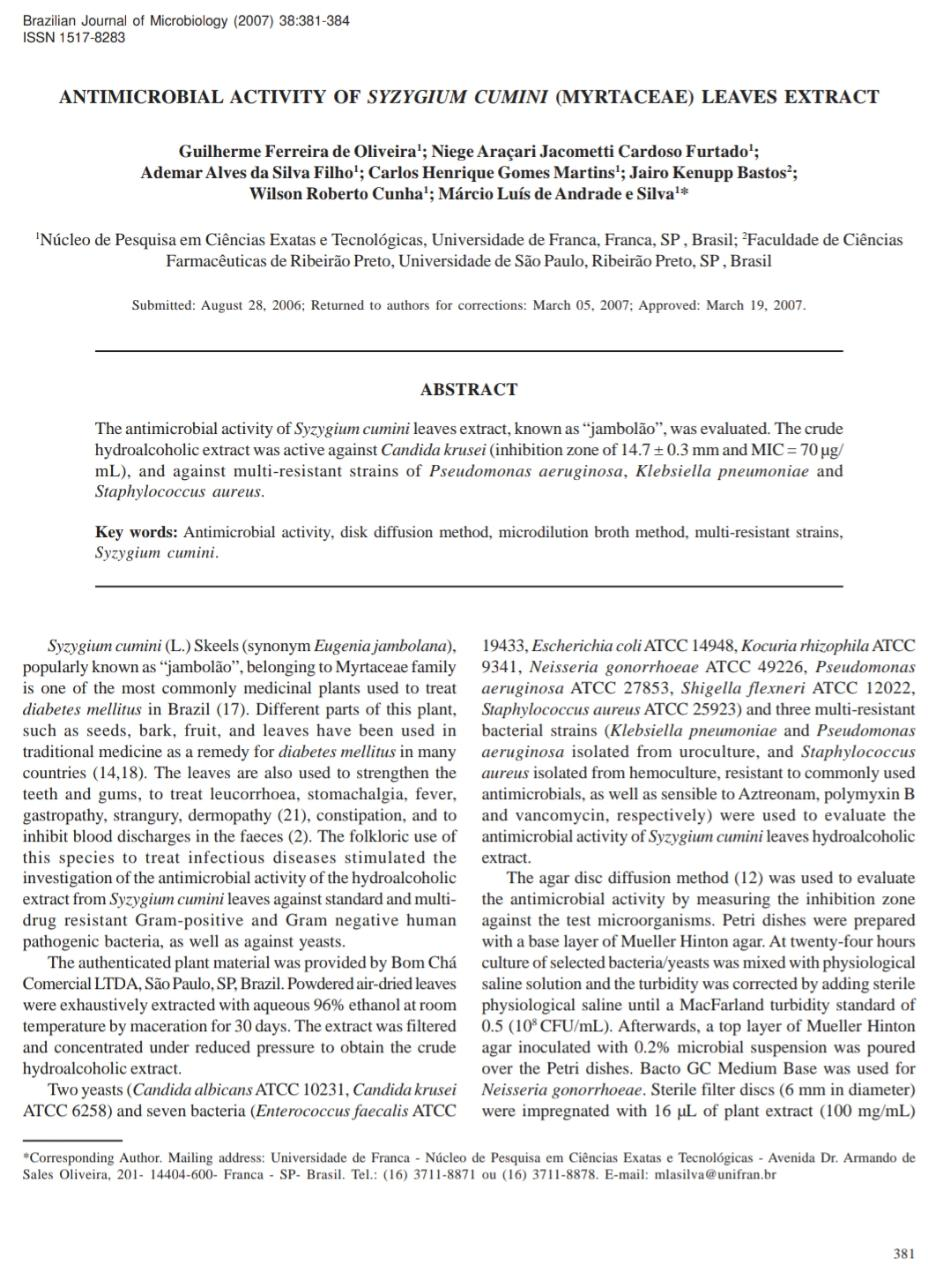 Brazilian Journal of Microbiology (2007) 38:381-384
ISSN 1517-8283
ANTIMICROBIAL ACTIVITY OF SYZYGIUM CUMINI (MYRTACEAE) LEAVES EXTRACT
Guilherme Ferreira de Oliveira¹; Niege Araçari Jacometti Cardoso Furtado¹;
Ademar Alves da Silva Filho¹; Carlos Henrique Gomes Martins¹; Jairo Kenupp Bastos²;
Wilson Roberto Cunha¹; Márcio Luís de Andrade e Silva¹*
¹Núcleo de Pesquisa em Ciências Exatas e Tecnológicas, Universidade de Franca, Franca, SP , Brasil; ²Faculdade de Ciências
Farmacêuticas de Ribeirão Preto, Universidade de São Paulo, Ribeirão Preto, SP , Brasil
Submitted: August 28, 2006; Returned to authors for corrections: March 05, 2007; Approved: March 19, 2007.
ABSTRACT
The antimicrobial activity of Syzygium cumini leaves extract, known as “jambolão”, was evaluated. The crude
hydroalcoholic extract was active against Candida krusei (inhibition zone of 14.7 ± 0.3 mm and MIC = 70 µg/
mL), and against multi-resistant strains of Pseudomonas aeruginosa, Klebsiella pneumoniae and
Staphylococcus aureus.
Key words: Antimicrobial activity, disk diffusion method, microdilution broth method, multi-resistant strains,
Syzygium cumini.
Syzygium cumini (L.) Skeels (synonym Eugenia jambolana),
popularly known as “jambolão”, belonging to Myrtaceae family
is one of the most commonly medicinal plants used to treat
diabetes mellitus in Brazil (17). Different parts of this plant,
such as seeds, bark, fruit, and leaves have been used in
traditional medicine as a remedy for diabetes mellitus in many
countries (14,18). The leaves are also used to strengthen the
teeth and gums, to treat leucorrhoea, stomachalgia, fever,
gastropathy, strangury, dermopathy (21), constipation, and to
inhibit blood discharges in the faeces (2). The folkloric use of
this species to treat infectious diseases stimulated the
investigation of the antimicrobial activity of the hydroalcoholic
extract from Syzygium cumini leaves against standard and multi-
drug resistant Gram-positive and Gram negative human
pathogenic bacteria, as well as against yeasts.
The authenticated plant material was provided by Bom Chá
Comercial LTDA, São Paulo, SP, Brazil. Powdered air-dried leaves
were exhaustively extracted with aqueous 96% ethanol at room
temperature by maceration for 30 days. The extract was filtered
and concentrated under reduced pressure to obtain the crude
hydroalcoholic extract.
Two yeasts (Candida albicans ATCC 10231, Candida krusei
ATCC 6258) and seven bacteria (Enterococcus faecalis ATCC
19433, Escherichia coli ATCC 14948, Kocuria rhizophila ATCC
9341, Neisseria gonorrhoeae ATCC 49226, Pseudomonas
aeruginosa ATCC 27853, Shigella flexneri ATCC 12022,
Staphylococcus aureus ATCC 25923) and three multi-resistant
bacterial strains (Klebsiella pneumoniae and Pseudomonas
aeruginosa isolated from uroculture, and Staphylococcus
aureus isolated from hemoculture, resistant to commonly used
antimicrobials, as well as sensible to Aztreonam, polymyxin B
and vancomycin, respectively) were used to evaluate the
antimicrobial activity of Syzygium cumini leaves hydroalcoholic
extract.
The agar disc diffusion method (12) was used to evaluate
the antimicrobial activity by measuring the inhibition zone
against the test microorganisms. Petri dishes were prepared
with a base layer of Mueller Hinton agar. At twenty-four hours
culture of selected bacteria/yeasts was mixed with physiological
saline solution and the turbidity was corrected by adding sterile
physiological saline until a MacFarland turbidity standard of
0.5 (10⁸ CFU/mL). Afterwards, a top layer of Mueller Hinton
agar inoculated with 0.2% microbial suspension was poured
over the Petri dishes. Bacto GC Medium Base was used for
Neisseria gonorrhoeae. Sterile filter discs (6 mm in diameter)
were impregnated with 16 µL of plant extract (100 mg/mL)
*Corresponding Author. Mailing address: Universidade de Franca - Núcleo de Pesquisa em Ciências Exatas e Tecnológicas - Avenida Dr. Armando de
Sales Oliveira, 201- 14404-600- Franca - SP- Brasil. Tel.: (16) 3711-8871 ou (16) 3711-8878. E-mail: mlasilva@unifran.br
381